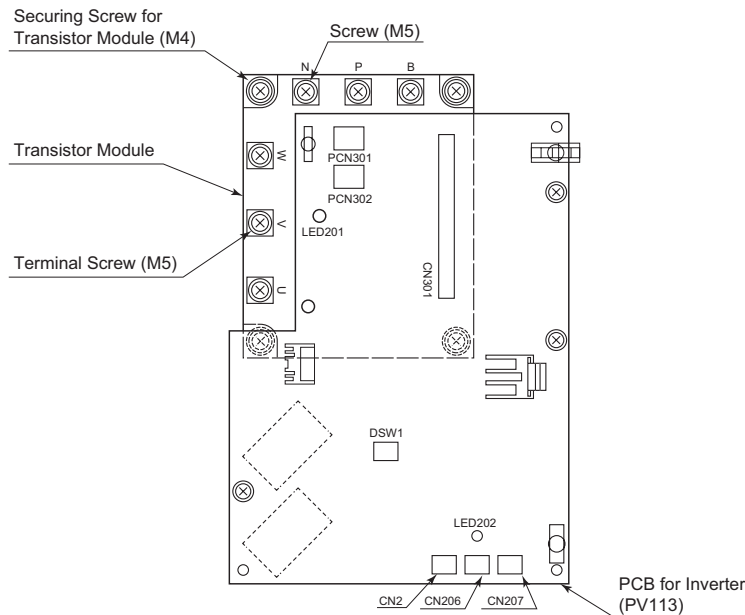 Securing Screw for
Transistor Module (M4)
Screw (M5)
N
P
B
Transistor Module
W
PCN301
PCN302
V
LED201
Terminal Screw (M5)
CN301
U
DSW1
LED202
CN2
CN206
CN207
PCB for Inverter
(PV113)